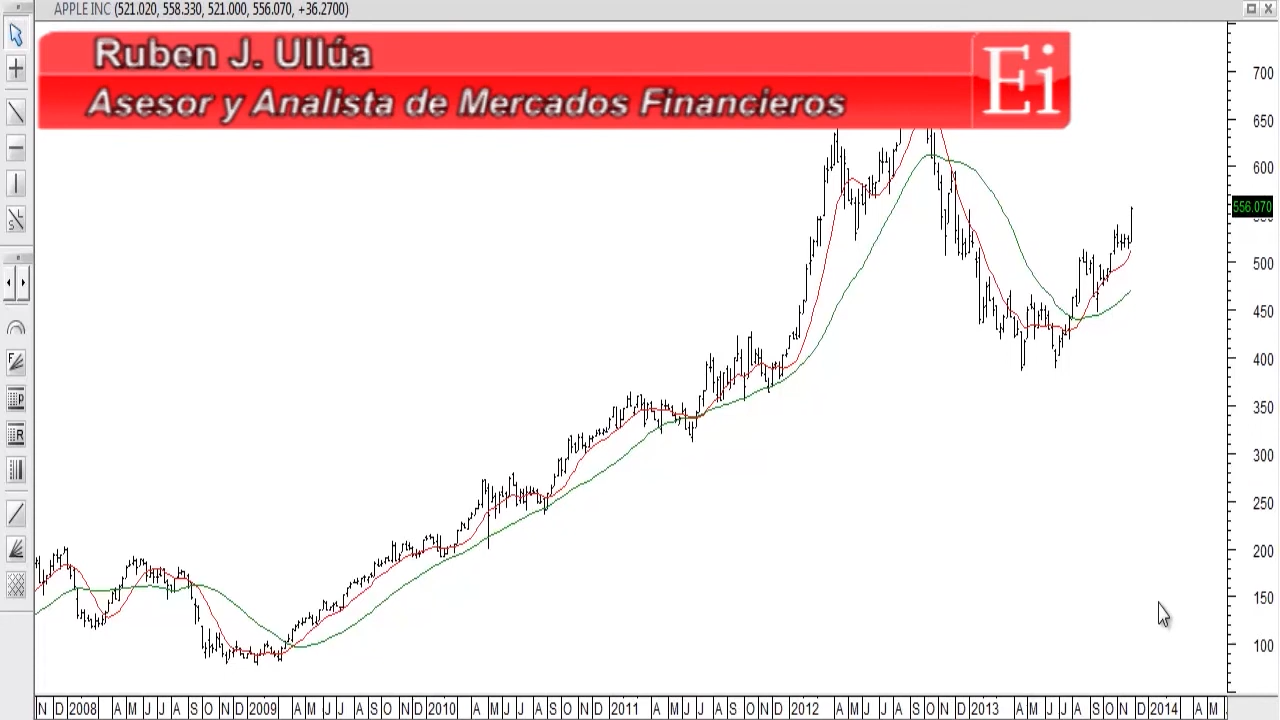 APPLE INC (521.020, 558.330, 521.000, 556.070, +36.2700)
Ruben J. Ullúa
Asesor y Analista de Mercados Financieros
Ei
700
650
600
556.070
500
450
400
350
300
250
200
150
100
F
P
R
S L
N D 2008 A M J J A S O N D 2009 A M J J A S O N D 2010 A M J J A S O N D 2011 A M J J A S O N D 2012 A M J J A S O N D 2013 A M J J A S O N D 2014 A M J